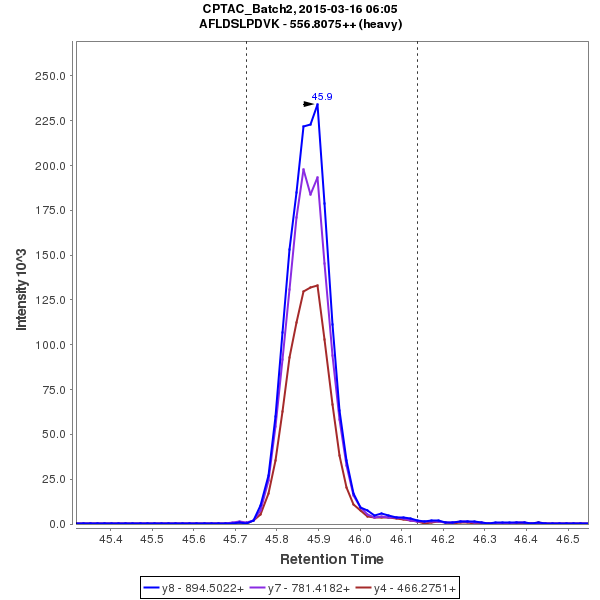 CPTAC_Batch2, 2015-03-16 06:05
AFLDSLPDVK - 556.8075++ (heavy)
45.9
250.0
225.0
200.0
175.0
150.0
125.0
100.0
75.0
50.0
25.0
0.0
Intensity 10^3
45.4 45.5 45.6 45.7 45.8 45.9 46.0 46.1 46.2 46.3 46.4 46.5
Retention Time
y8 - 894.5022+ y7 - 781.4182+ y4 - 466.2751+